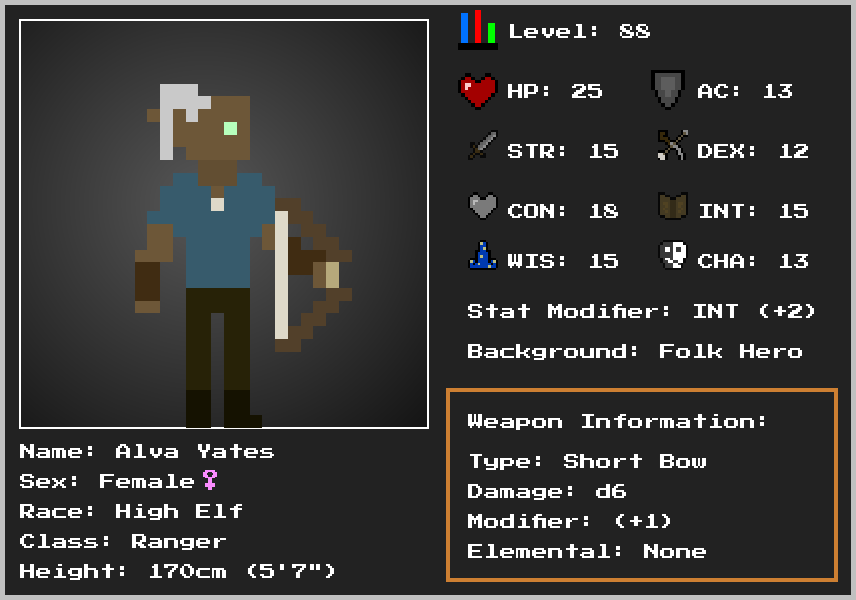 Level: 88
HP: 25 AC: 13
STR: 15 DEX: 12
CON: 18 INT: 15
WIS: 15 CHA: 13
Stat Modifier: INT (+2)
Background: Folk Hero
Weapon Information:
Type: Short Bow
Damage: d6
Modifier: (+1)
Elemental: None
Name: Alva Yates
Sex: Female♀
Race: High Elf
Class: Ranger
Height: 170cm (5'7")